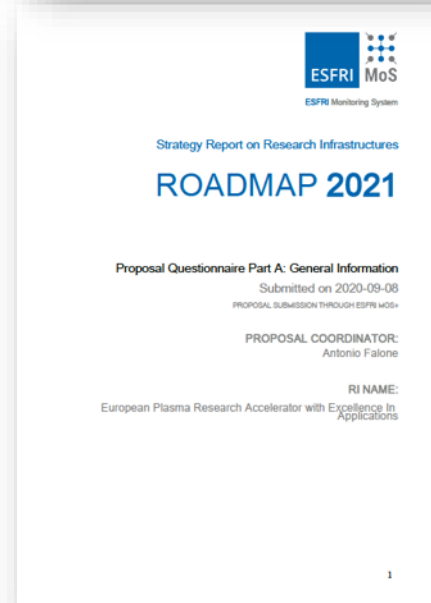 ESFRI MoS
ESFRI Monitoring System
Strategy Report on Research Infrastructures
ROADMAP 2021
Proposal Questionnaire Part A: General Information
Submitted on 2020-09-08
PROPOSAL SUBMISSION THROUGH ESFRI MOS+
PROPOSAL COORDINATOR:
Antonio Falone
RI NAME:
European Plasma Research Accelerator with Excellence In
Applications
1